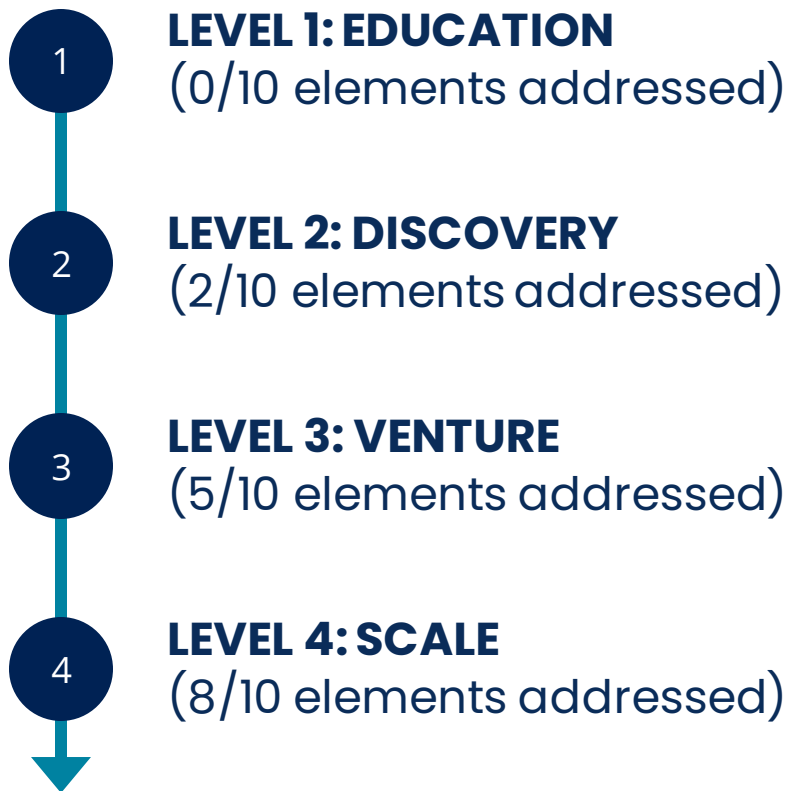 1
LEVEL 1: EDUCATION
(0/10 elements addressed)
2
LEVEL 2: DISCOVERY
(2/10 elements addressed)
3
LEVEL 3: VENTURE
(5/10 elements addressed)
4
LEVEL 4: SCALE
(8/10 elements addressed)